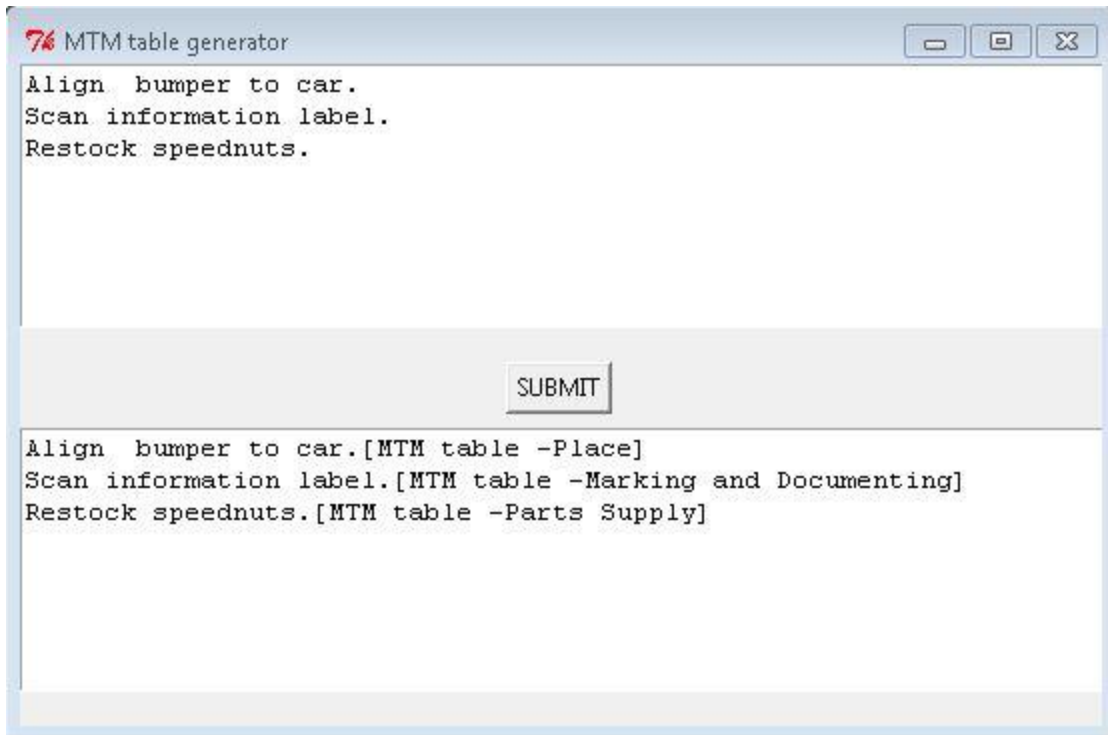 MTM table generator
Align  bumper to car.
Scan information label.
Restock speednuts.
SUBMIT
Align  bumper to car.[MTM table -Place]
Scan information label.[MTM table -Marking and Documenting]
Restock speednuts.[MTM table -Parts Supply]